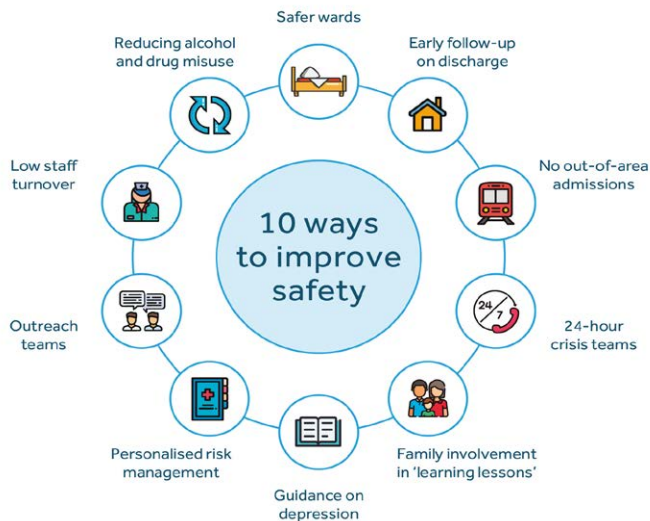 Safer wards
Early follow-up
on discharge
No out-of-area
admissions
24/7
24-hour
crisis teams
Family involvement
in 'learning lessons'
Guidance on
depression
Personalised risk
management
Outreach
teams
Low staff
turnover
Reducing alcohol
and drug misuse
10 ways
to improve
safety